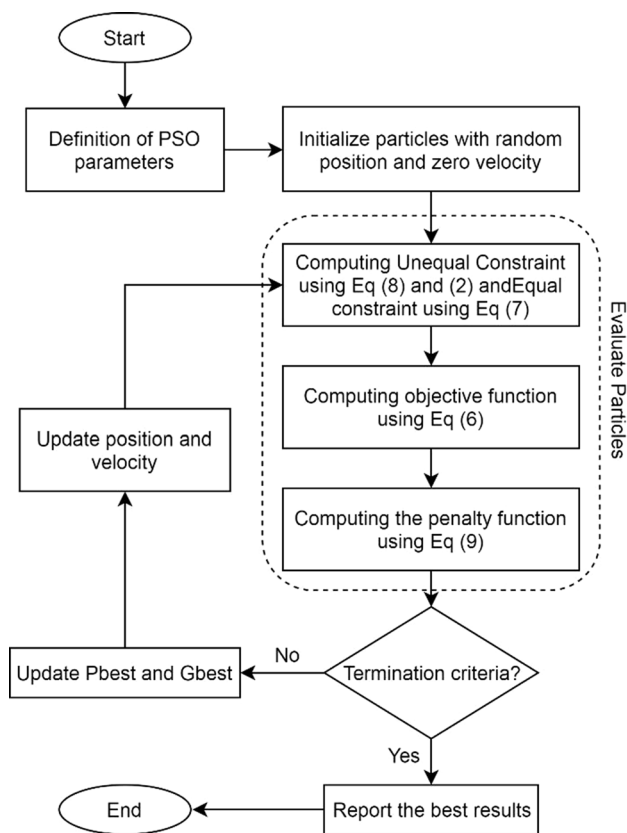 Start
Definition of PSO
parameters
Initialize particles with random
position and zero velocity
Computing Unequal Constraint
using Eq (8) and (2) andEqual
constraint using Eq (7)
Evaluate Particles
Computing objective function
using Eq (6)
Update position and
velocity
Computing the penalty function
using Eq (9)
Termination criteria?
No
Update Pbest and Gbest
Yes
Report the best results
End